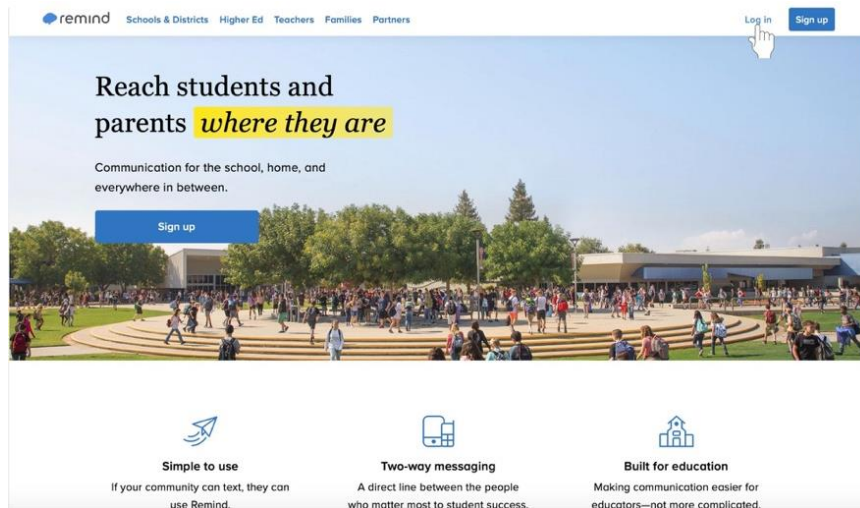 remind Schools & Districts Higher Ed Teachers Families Partners Log in Sign up
Reach students and
parents where they are
Communication for the school, home, and
everywhere in between.
Sign up
Simple to use
If your community can text, they can
use Remind.
Two-way messaging
A direct line between the people
who matter most to student success.
Built for education
Making communication easier for
educators—not more complicated.